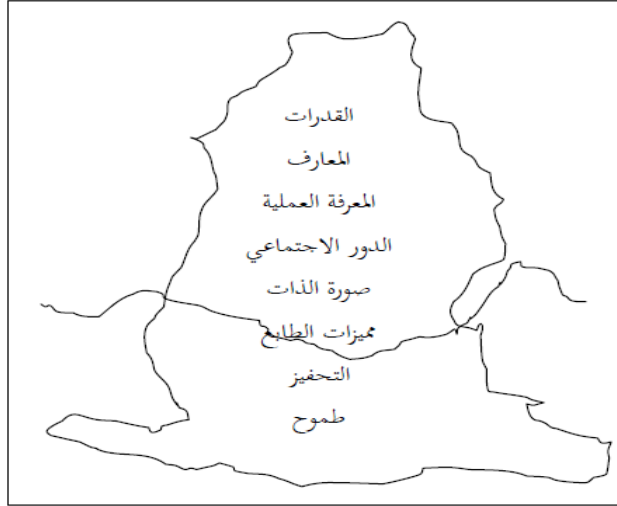 القدرات
المعارف
المعرفة العملية
الدور الاجتماعي
صورة الذات
مميزات الطابع
التحفيز
طموح